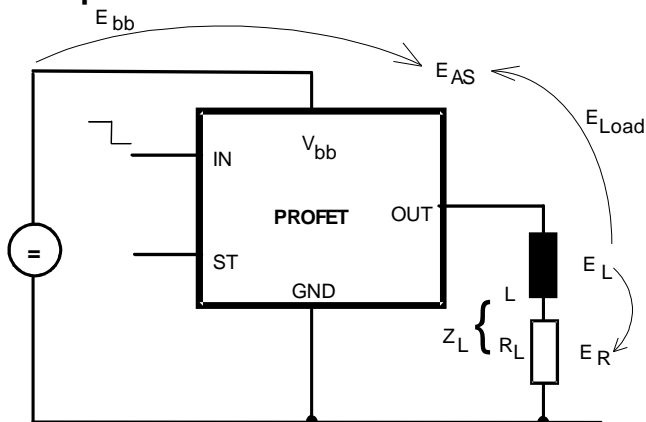 E bb
E AS
E Load
V bb
IN
PROFET
OUT
ST
GND
=
L
E L
Z L { R L
E R